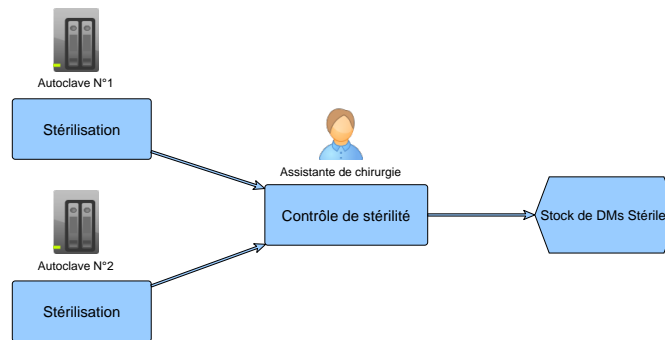 Autoclave N°1
Stérilisation
Assistante de chirurgie
Contrôle de stérilité
Stock de DMs Stérile
Autoclave N°2
Stérilisation